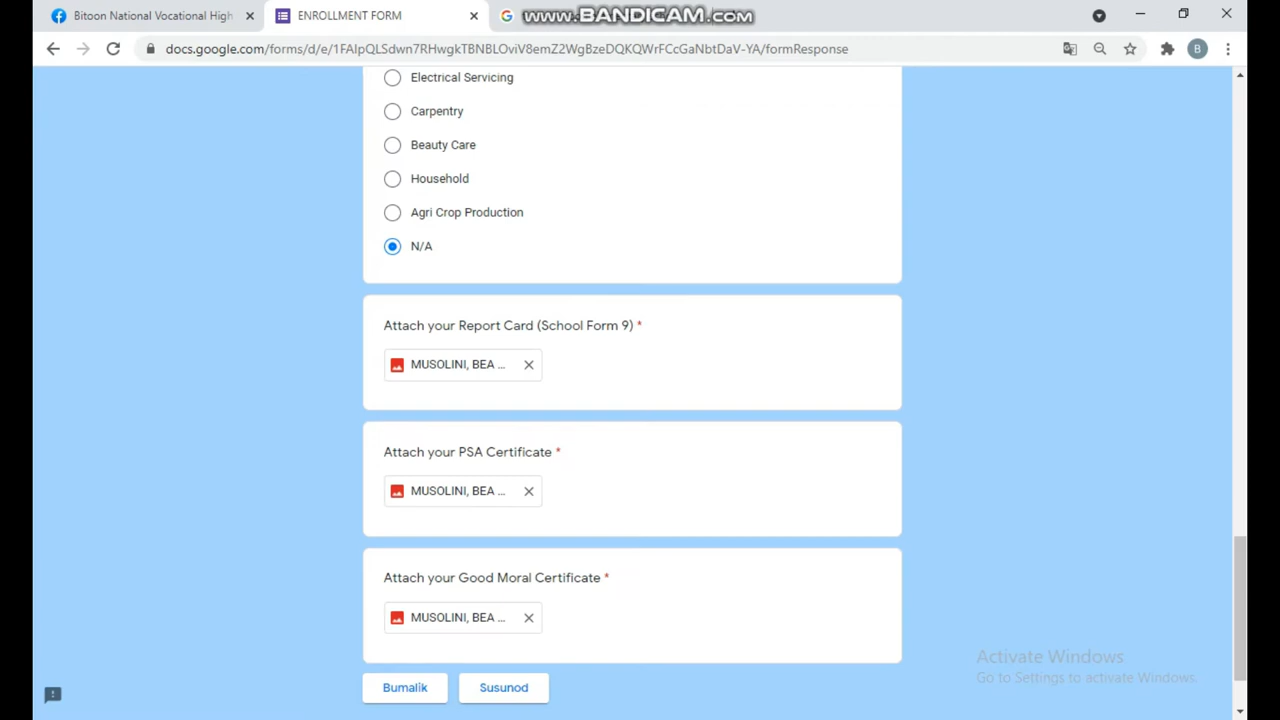 Bitoon National Vocational High
ENROLLMENT FORM
www.BANDICAM.com
docs.google.com/forms/d/e/1FAIpQLSdwn7RHwgkTBNBLOviV8emZ2WgBzeDQKQWrFCcGaNbtDaV-YA/formResponse
B
Electrical Servicing
Carpentry
Beauty Care
Household
Agri Crop Production
N/A
Attach your Report Card (School Form 9) *
MUSOLINI, BEA ...
Attach your PSA Certificate *
MUSOLINI, BEA ...
Attach your Good Moral Certificate *
MUSOLINI, BEA ...
Activate Windows
Go to Settings to activate Windows.
Bumalik
Susunod